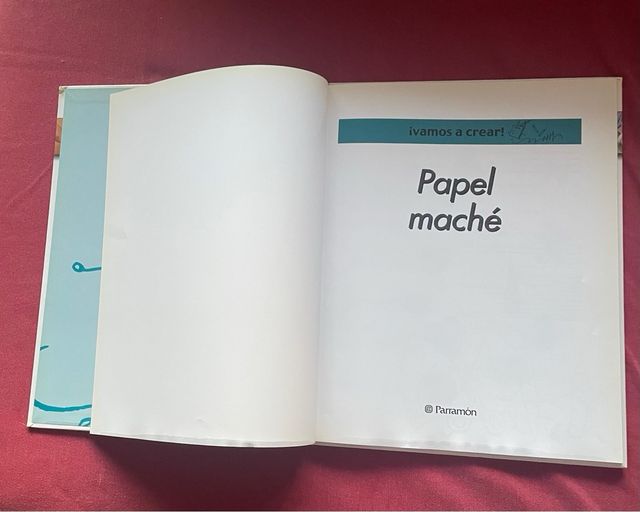 ¡vamos a crear!
Papel
maché
Parramón